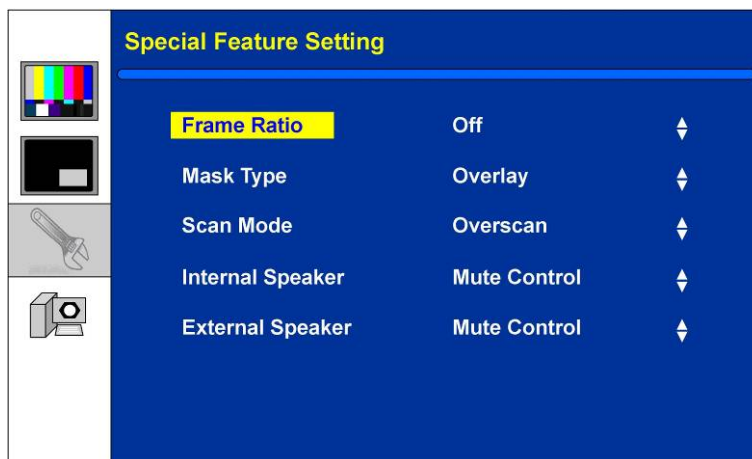 Special Feature Setting
Frame Ratio Off
Mask Type Overlay
Scan Mode Overscan
Internal Speaker Mute Control
External Speaker Mute Control